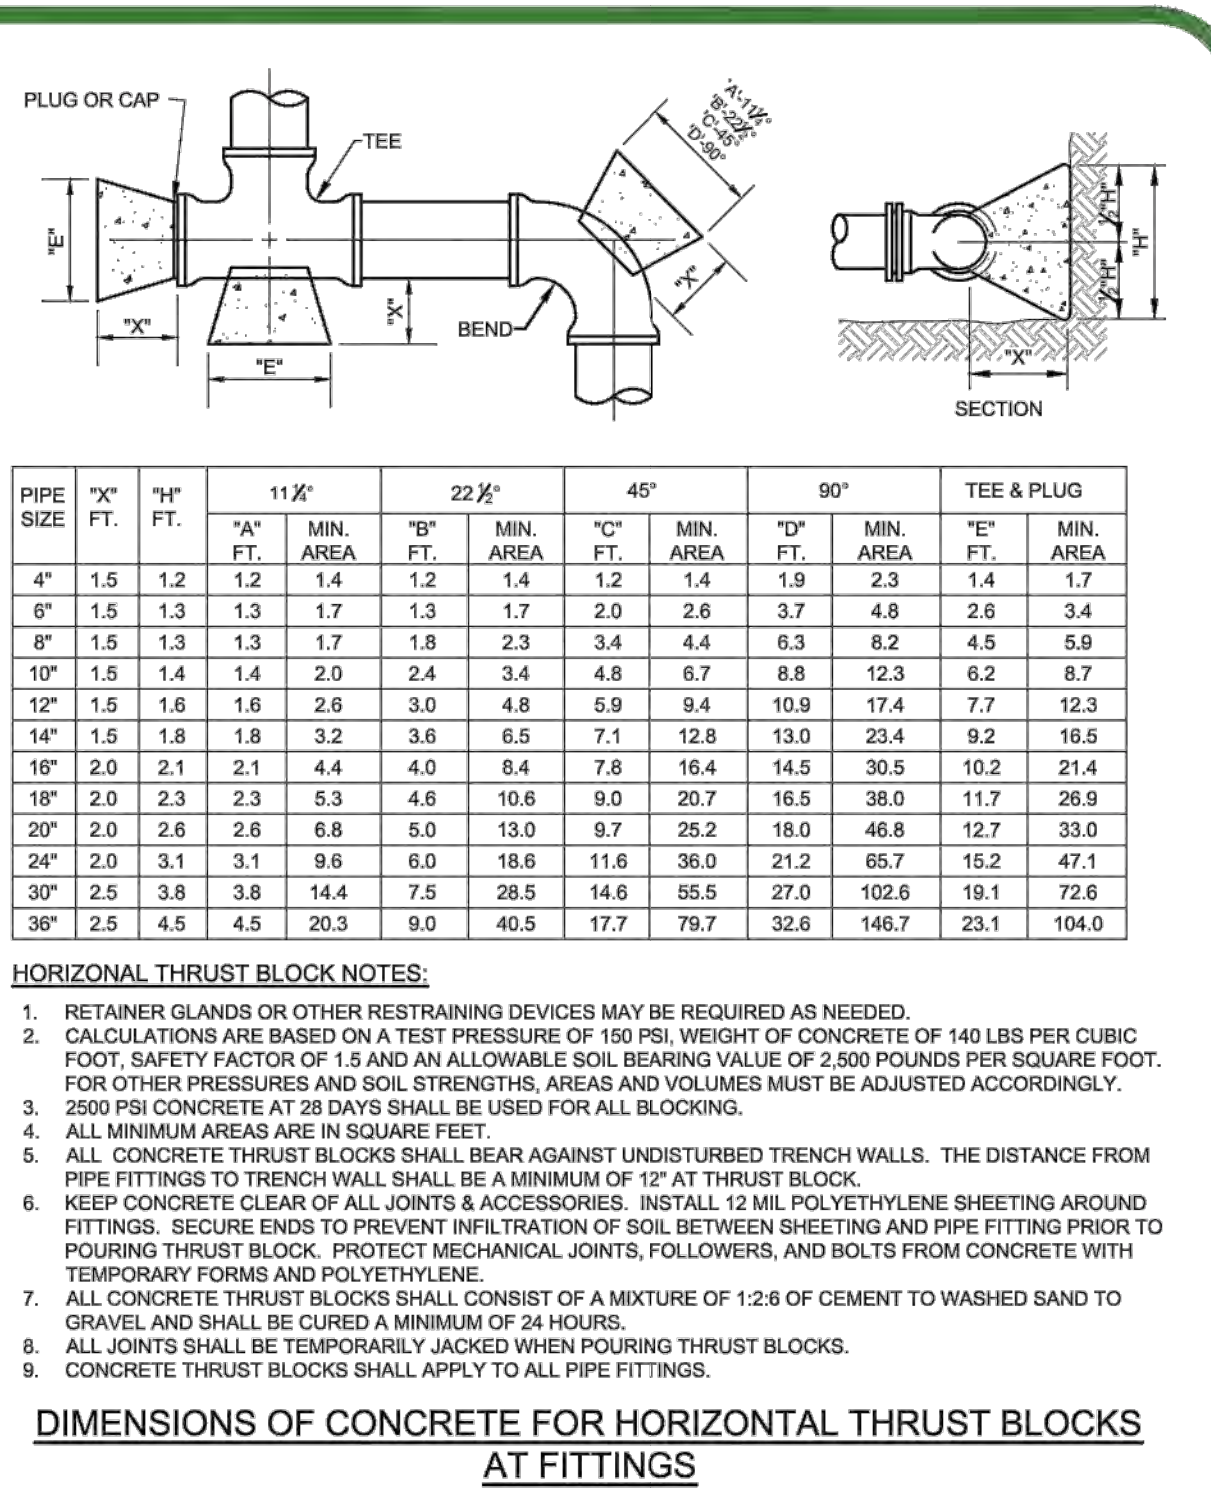 PLUG OR CAP
TEE
'A'-11¼°
'B'-22½°
'C'-45°
'D'-90°
"E"
"X"
"E"
"X"
BEND
"X"
½"H"
½"H"
"H"
"X"
SECTION
PIPE SIZE "X" FT. "H" FT. 11¼° 22½° 45° 90° TEE & PLUG
"A" FT. MIN. AREA "B" FT. MIN. AREA "C" FT. MIN. AREA "D" FT. MIN. AREA "E" FT. MIN. AREA
4" 1.5 1.2 1.2 1.4 1.2 1.4 1.2 1.4 1.9 2.3 1.4 1.7
6" 1.5 1.3 1.3 1.7 1.3 1.7 2.0 2.6 3.7 4.8 2.6 3.4
8" 1.5 1.3 1.3 1.7 1.8 2.3 3.4 4.4 6.3 8.2 4.5 5.9
10" 1.5 1.4 1.4 2.0 2.4 3.4 4.8 6.7 8.8 12.3 6.2 8.7
12" 1.5 1.6 1.6 2.6 3.0 4.8 5.9 9.4 10.9 17.4 7.7 12.3
14" 1.5 1.8 1.8 3.2 3.6 6.5 7.1 12.8 13.0 23.4 9.2 16.5
16" 2.0 2.1 2.1 4.4 4.0 8.4 7.8 16.4 14.5 30.5 10.2 21.4
18" 2.0 2.3 2.3 5.3 4.6 10.6 9.0 20.7 16.5 38.0 11.7 26.9
20" 2.0 2.6 2.6 6.8 5.0 13.0 9.7 25.2 18.0 46.8 12.7 33.0
24" 2.0 3.1 3.1 9.6 6.0 18.6 11.6 36.0 21.2 65.7 15.2 47.1
30" 2.5 3.8 3.8 14.4 7.5 28.5 14.6 55.5 27.0 102.6 19.1 72.6
36" 2.5 4.5 4.5 20.3 9.0 40.5 17.7 79.7 32.6 146.7 23.1 104.0
HORIZONAL THRUST BLOCK NOTES:
1. RETAINER GLANDS OR OTHER RESTRAINING DEVICES MAY BE REQUIRED AS NEEDED.
2. CALCULATIONS ARE BASED ON A TEST PRESSURE OF 150 PSI, WEIGHT OF CONCRETE OF 140 LBS PER CUBIC
FOOT, SAFETY FACTOR OF 1.5 AND AN ALLOWABLE SOIL BEARING VALUE OF 2,500 POUNDS PER SQUARE FOOT.
FOR OTHER PRESSURES AND SOIL STRENGTHS, AREAS AND VOLUMES MUST BE ADJUSTED ACCORDINGLY.
3. 2500 PSI CONCRETE AT 28 DAYS SHALL BE USED FOR ALL BLOCKING.
4. ALL MINIMUM AREAS ARE IN SQUARE FEET.
5. ALL CONCRETE THRUST BLOCKS SHALL BEAR AGAINST UNDISTURBED TRENCH WALLS. THE DISTANCE FROM
PIPE FITTINGS TO TRENCH WALL SHALL BE A MINIMUM OF 12" AT THRUST BLOCK.
6. KEEP CONCRETE CLEAR OF ALL JOINTS & ACCESSORIES. INSTALL 12 MIL POLYETHYLENE SHEETING AROUND
FITTINGS. SECURE ENDS TO PREVENT INFILTRATION OF SOIL BETWEEN SHEETING AND PIPE FITTING PRIOR TO
POURING THRUST BLOCK. PROTECT MECHANICAL JOINTS, FOLLOWERS, AND BOLTS FROM CONCRETE WITH
TEMPORARY FORMS AND POLYETHYLENE.
7. ALL CONCRETE THRUST BLOCKS SHALL CONSIST OF A MIXTURE OF 1:2:6 OF CEMENT TO WASHED SAND TO
GRAVEL AND SHALL BE CURED A MINIMUM OF 24 HOURS.
8. ALL JOINTS SHALL BE TEMPORARILY JACKED WHEN POURING THRUST BLOCKS.
9. CONCRETE THRUST BLOCKS SHALL APPLY TO ALL PIPE FITTINGS.
DIMENSIONS OF CONCRETE FOR HORIZONTAL THRUST BLOCKS
AT FITTINGS